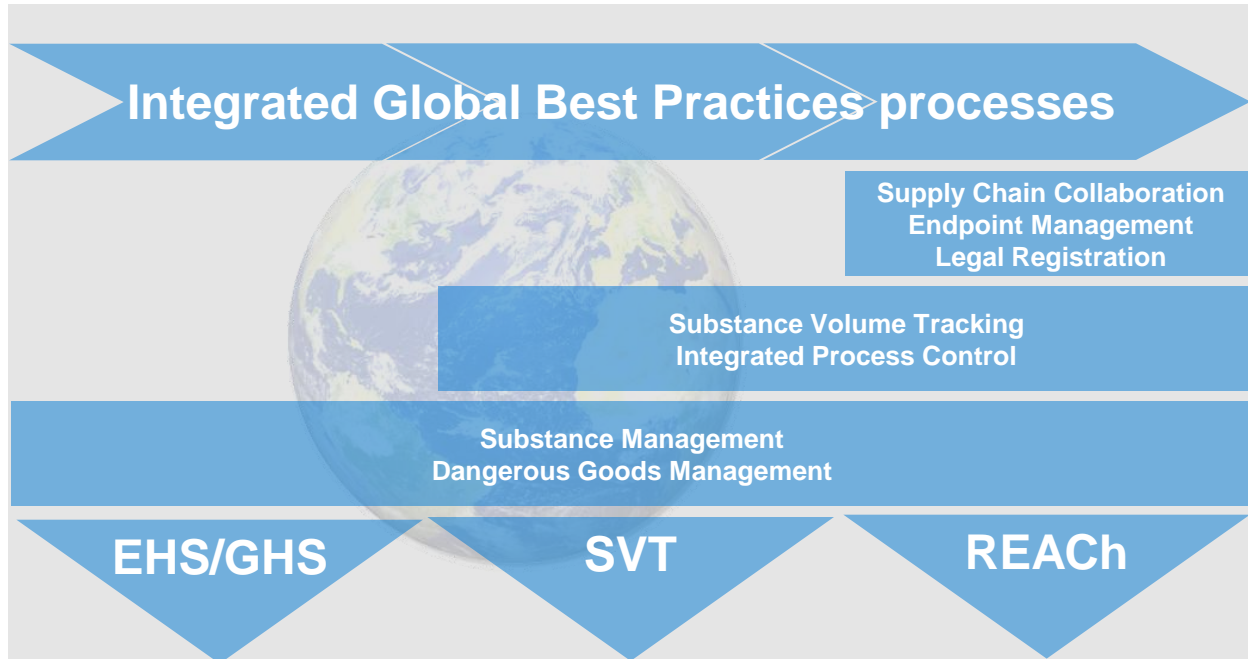 Integrated Global Best Practices processes
Supply Chain Collaboration
Endpoint Management
Legal Registration
Substance Volume Tracking
Integrated Process Control
Substance Management
Dangerous Goods Management
EHS/GHS
SVT
REACh